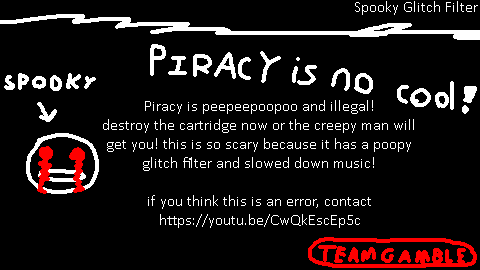 Spooky Glitch Filter
PIRACY is no cool!
SPOOKY
Piracy is peepeepoopoo and illegal!
destroy the cartridge now or the creepy man will
get you! this is so scary because it has a poopy
glitch filter and slowed down music!
if you think this is an error, contact
https://youtu.be/CwQkEscEp5c
TEAM GAMBLE